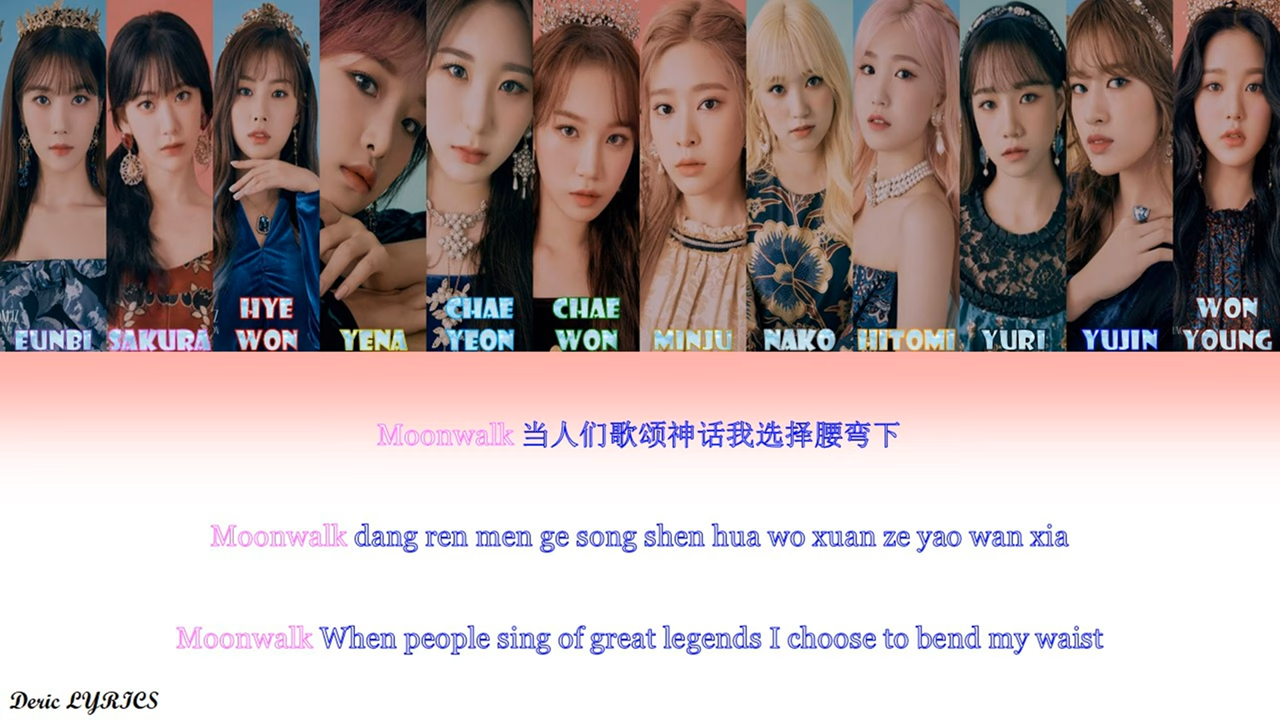 EUNBI SAKURA HYE WON YENA CHAE YEON CHAE WON MINJU NAKO HITOMI YURI YUJIN WON YOUNG
Moonwalk 当人们歌颂神话我选择腰弯下
Moonwalk dang ren men ge song shen hua wo xuan ze yao wan xia
Moonwalk When people sing of great legends I choose to bend my waist
Deric LYRICS